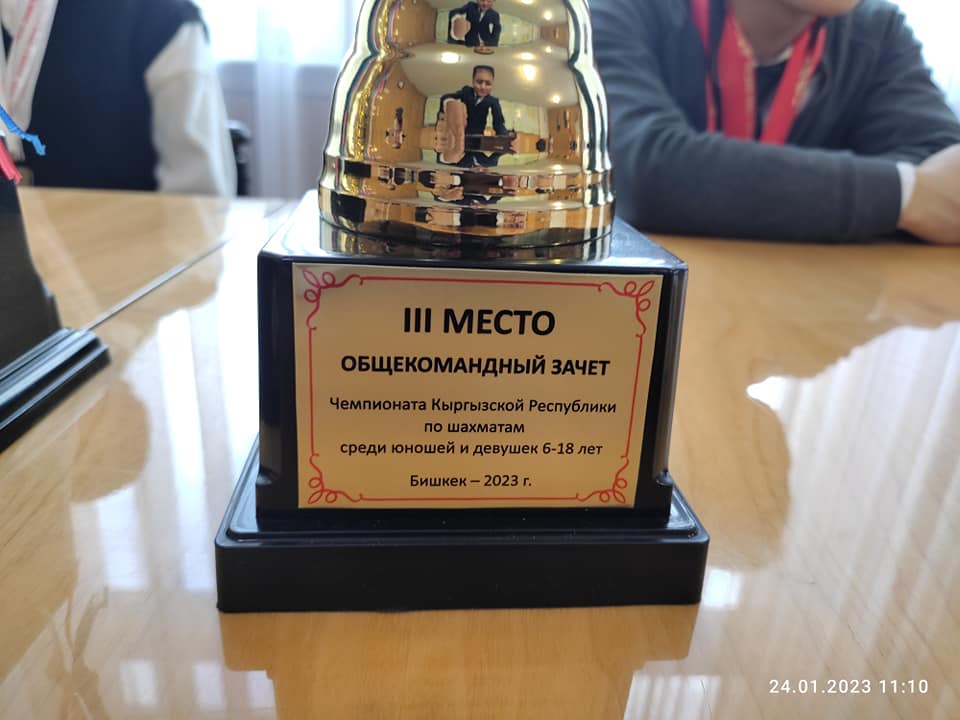 III МЕСТО
ОБЩЕКОМАНДНЫЙ ЗАЧЕТ
Чемпионата Кыргызской Республики
по шахматам
среди юношей и девушек 6-18 лет
Бишкек – 2023 г.
24.01.2023 11:10